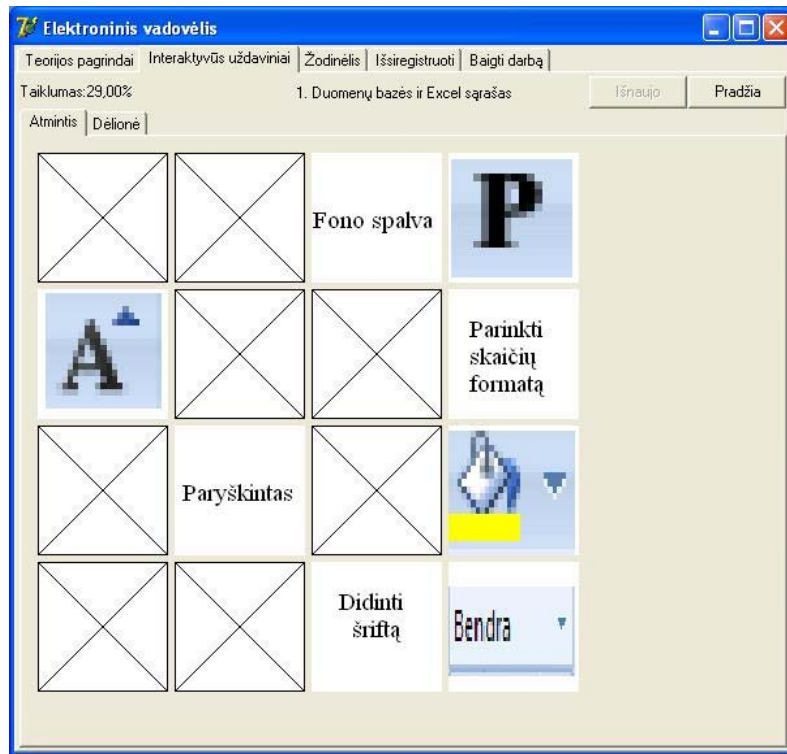 Elektroninis vadovėlis
Teorijos pagrindai Interaktyvūs uždaviniai Žodinėlis Išsiregistruoti Baigti darbą
Taiklumas:29,00% 1. Duomenų bazės ir Excel sąrašas Išnaujo Pradžia
Atmintis Dėlionė
Fono spalva P
A Parinkti
skaičių
formatą
Paryškintas
Didinti
šriftą
Bendra